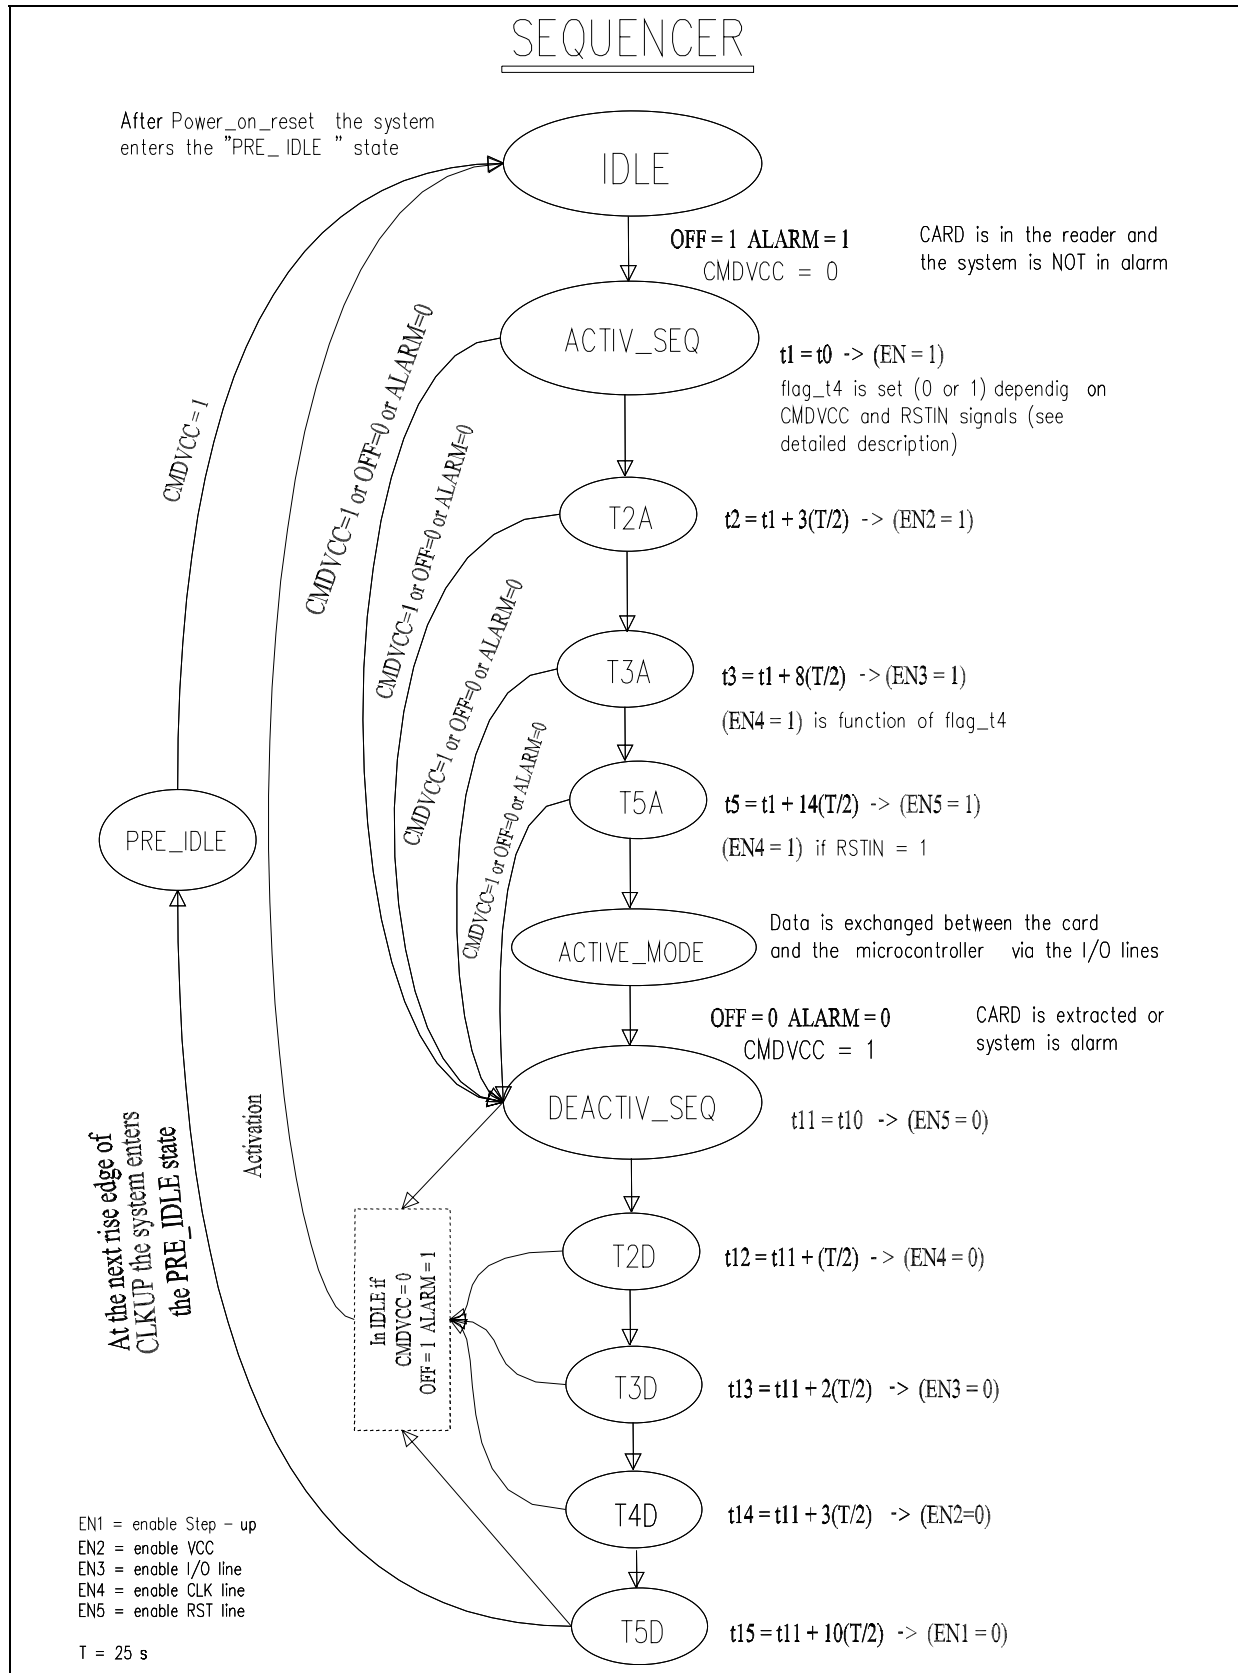 SEQUENCER
After Power_on_reset the system
enters the "PRE_IDLE " state
IDLE
OFF = 1 ALARM = 1
CMDVCC = 0
CARD is in the reader and
the system is NOT in alarm
ACTIV_SEQ
t1 = t0 -> (EN = 1)
flag_t4 is set (0 or 1) dependig on
CMDVCC and RSTIN signals (see
detailed description)
CMDVCC = 1
CMDVCC=1 or OFF=0 or ALARM=0
CMDVCC=1 or OFF=0 or ALARM=0
CMDVCC=1 or OFF=0 or ALARM=0
CMDVCC=1 or OFF=0 or ALARM=0
T2A
t2 = t1 + 3(T/2) -> (EN2 = 1)
T3A
t3 = t1 + 8(T/2) -> (EN3 = 1)
(EN4 = 1) is function of flag_t4
T5A
t5 = t1 + 14(T/2) -> (EN5 = 1)
(EN4 = 1) if RSTIN = 1
PRE_IDLE
ACTIVE_MODE
Data is exchanged between the card
and the microcontroller via the I/O lines
OFF = 0 ALARM = 0
CMDVCC = 1
CARD is extracted or
system is alarm
DEACTIV_SEQ
t11 = t10 -> (EN5 = 0)
Activation
At the next rise edge of
CLKUP the system enters
the PRE_IDLE state
In IDLE if
CMDVCC = 0
OFF = 1 ALARM = 1
T2D
t12 = t11 + (T/2) -> (EN4 = 0)
T3D
t13 = t11 + 2(T/2) -> (EN3 = 0)
T4D
t14 = t11 + 3(T/2) -> (EN2=0)
T5D
t15 = t11 + 10(T/2) -> (EN1 = 0)
EN1 = enable Step - up
EN2 = enable VCC
EN3 = enable I/O line
EN4 = enable CLK line
EN5 = enable RST line
T = 25 s